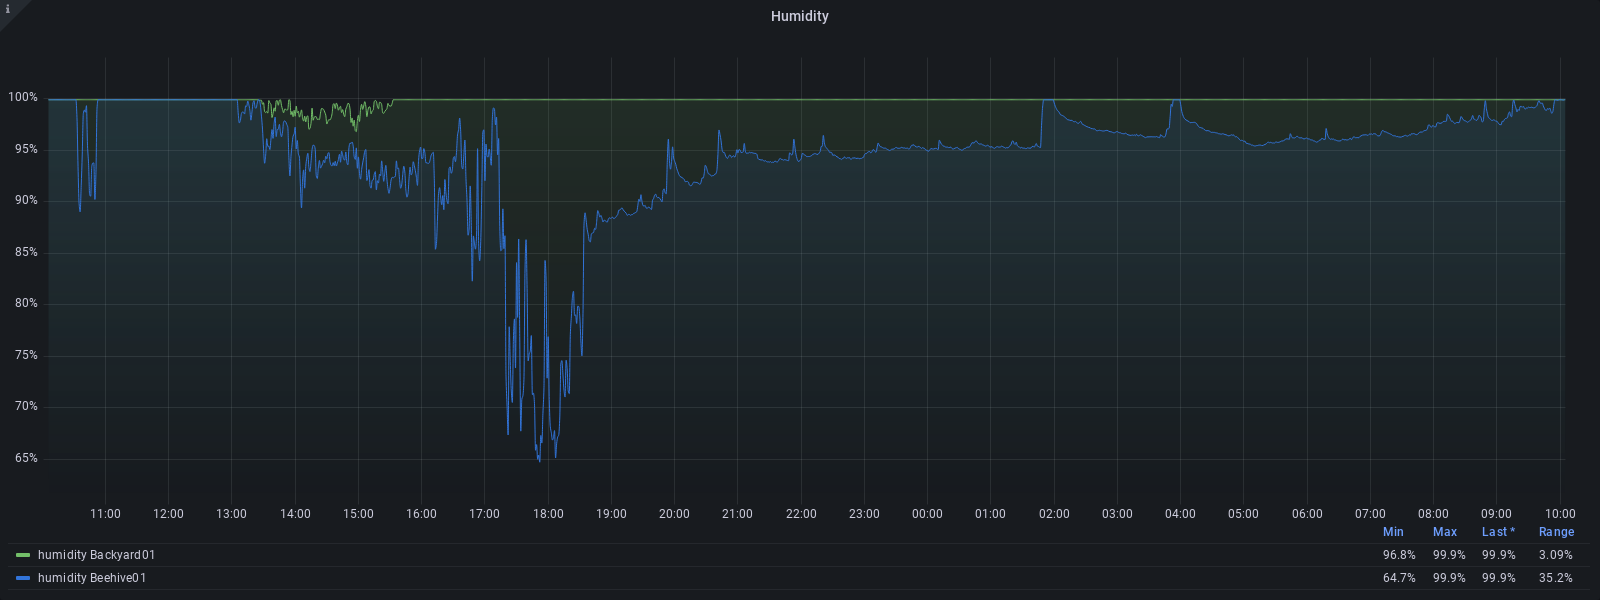 i
Humidity
100%
95%
90%
85%
80%
75%
70%
65%
11:00 12:00 13:00 14:00 15:00 16:00 17:00 18:00 19:00 20:00 21:00 22:00 23:00 00:00 01:00 02:00 03:00 04:00 05:00 06:00 07:00 08:00 09:00 10:00
Min Max Last * Range
humidity Backyard01 96.8% 99.9% 99.9% 3.09%
humidity Beehive01 64.7% 99.9% 99.9% 35.2%